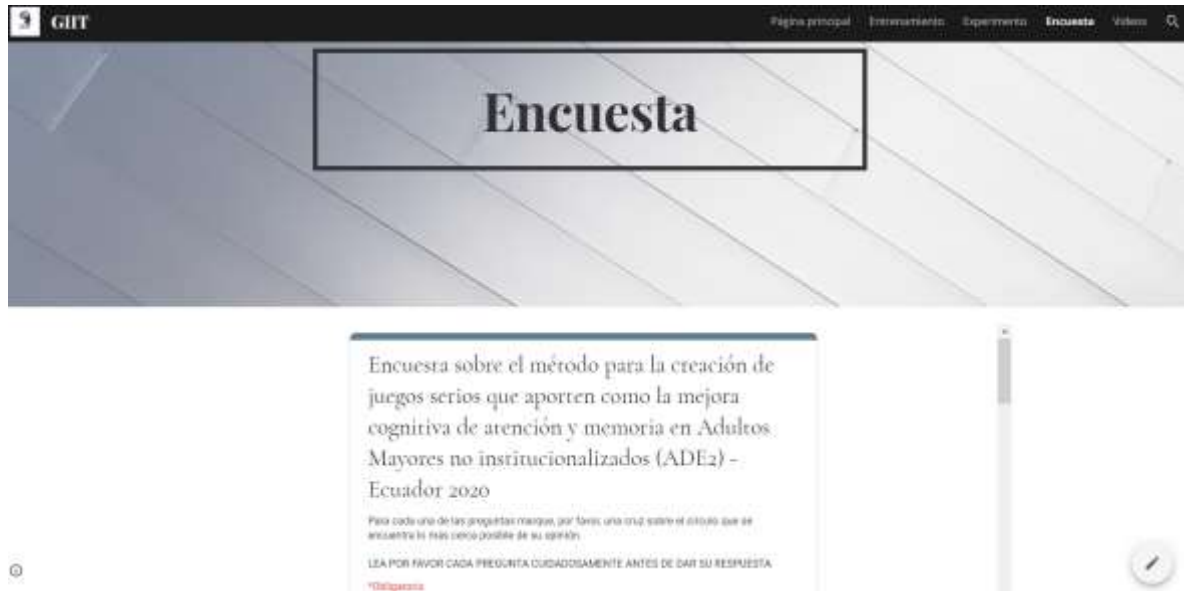 GIIT
Página principal Entrenamiento Experimento Encuesta Videos
Encuesta
Encuesta sobre el método para la creación de
juegos serios que aporten como la mejora
cognitiva de atención y memoria en Adultos
Mayores no institucionalizados (ADE2) -
Ecuador 2020
Para cada una de las preguntas marque, por favor, una cruz sobre el círculo que se
encuentra lo más cerca posible de su opinión.
LEA POR FAVOR CADA PREGUNTA CUIDADOSAMENTE ANTES DE DAR SU RESPUESTA
*Obligatorio